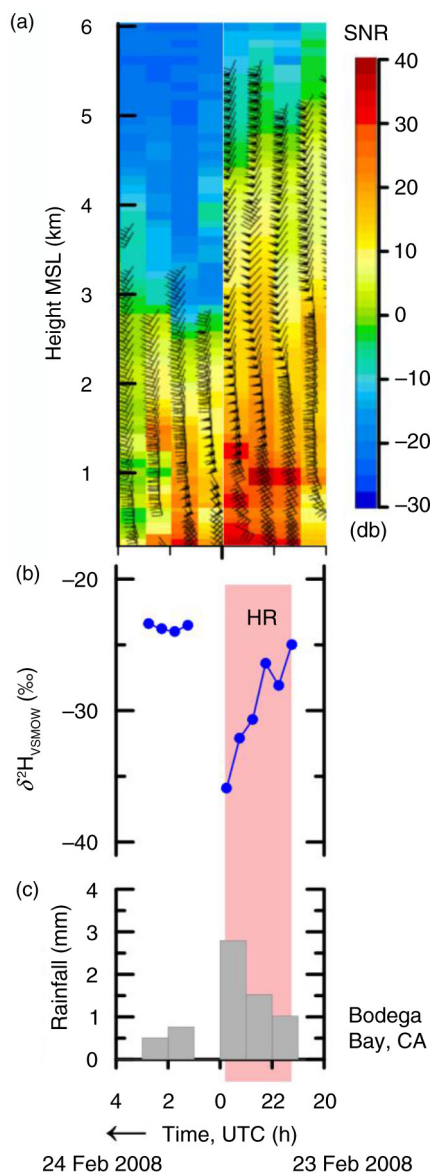 (a)
SNR
6
5
4
3
2
1
Height MSL (km)
40
30
20
10
0
−10
−20
−30
(db)
(b)
−20
−30
−40
δ²H_VSMOW (‰)
HR
(c)
4
3
2
1
0
Rainfall (mm)
Bodega
Bay, CA
4 2 0 22 20
← Time, UTC (h)
24 Feb 2008 23 Feb 2008